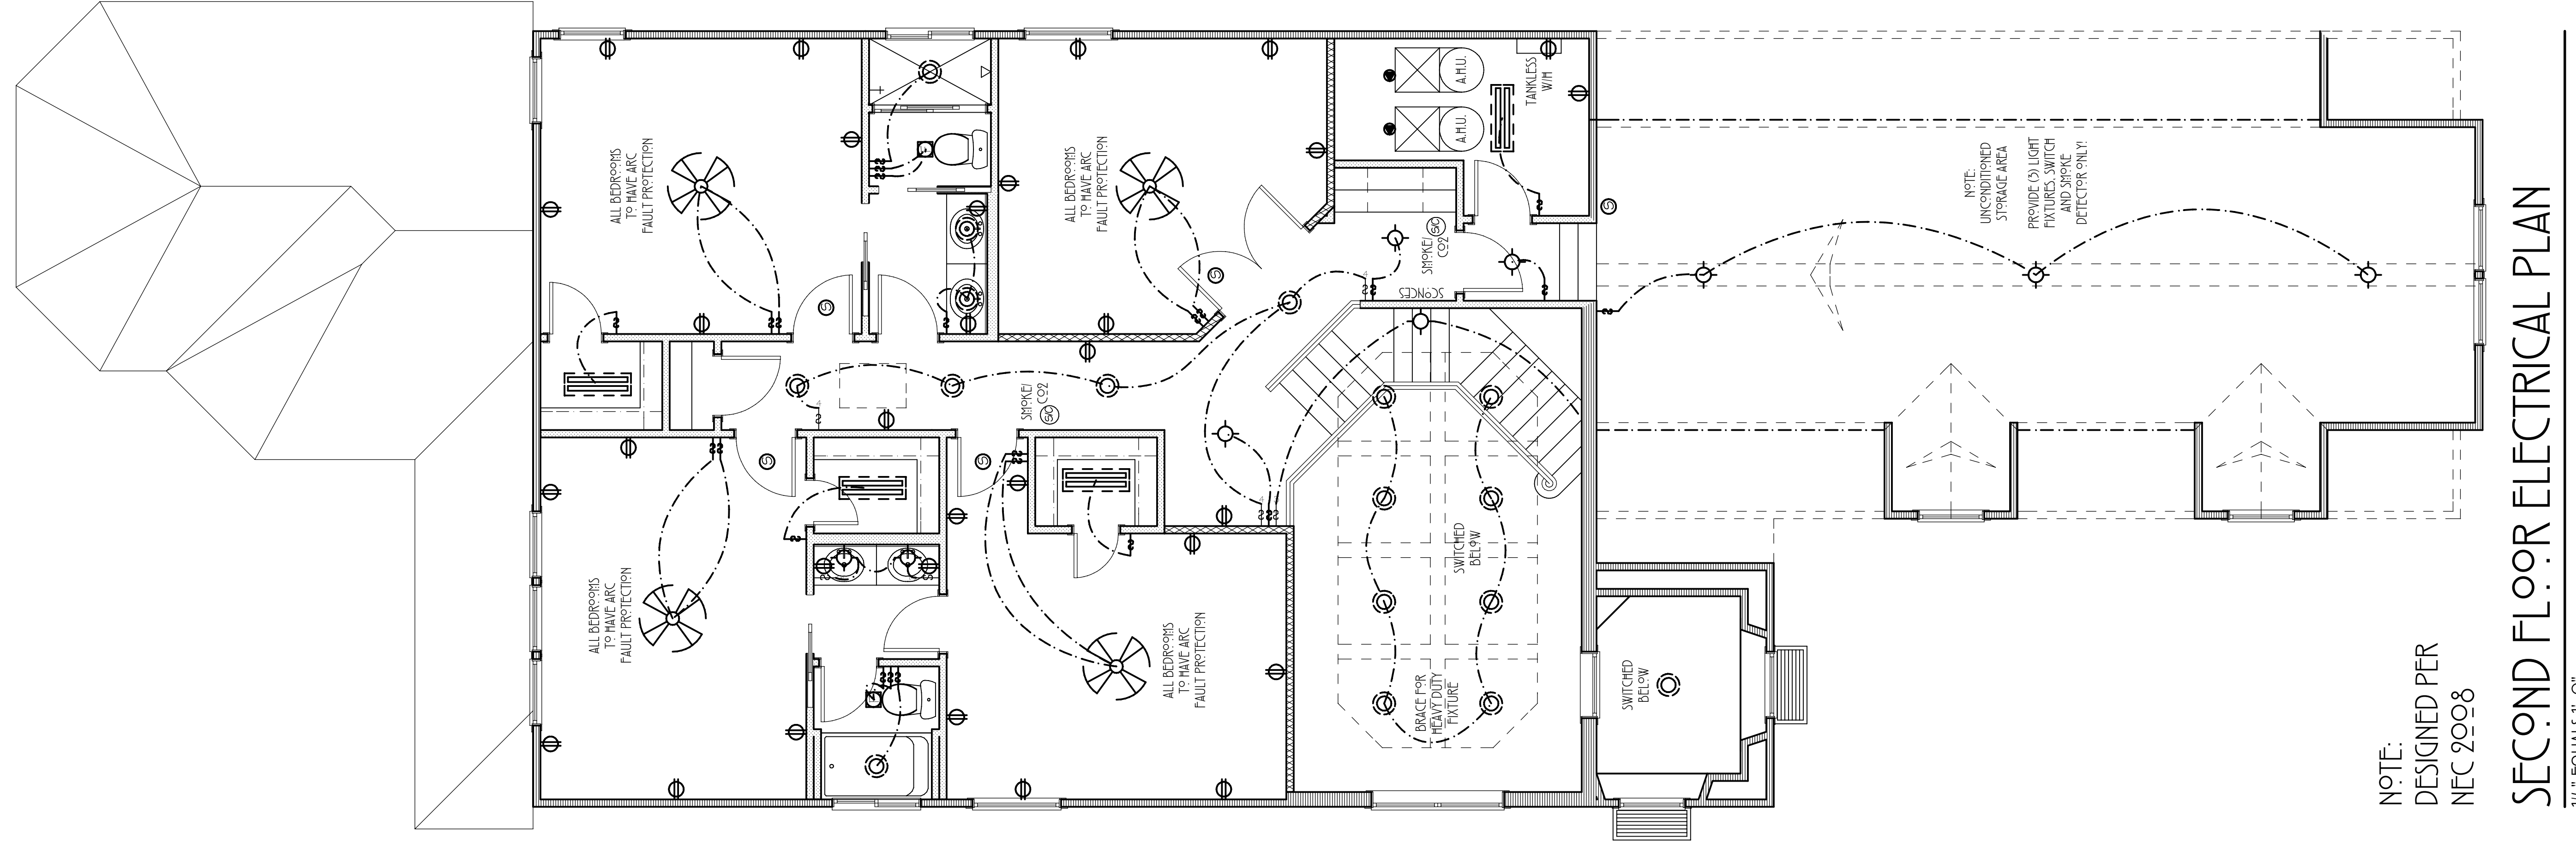 ALL BEDROOMS
TO HAVE ARC
FAULT PROTECTION
ALL BEDROOMS
TO HAVE ARC
FAULT PROTECTION
A.H.U.
A.H.U.
TANKLESS
W/H
SMOKE/
CO2
S/C
SCONCES
S
S
S
NOTE:
UNCONDITIONED
STORAGE AREA
PROVIDE (3) LIGHT
FIXTURES, SWITCH
AND SMOKE
DETECTOR ONLY!
SMOKE/
CO2
S/C
S
S
ALL BEDROOMS
TO HAVE ARC
FAULT PROTECTION
ALL BEDROOMS
TO HAVE ARC
FAULT PROTECTION
SWITCHED
BELOW
BRACE FOR
HEAVY DUTY
FIXTURE
SWITCHED
BELOW
NOTE:
DESIGNED PER
NEC 2008
SECOND FLOOR ELECTRICAL PLAN